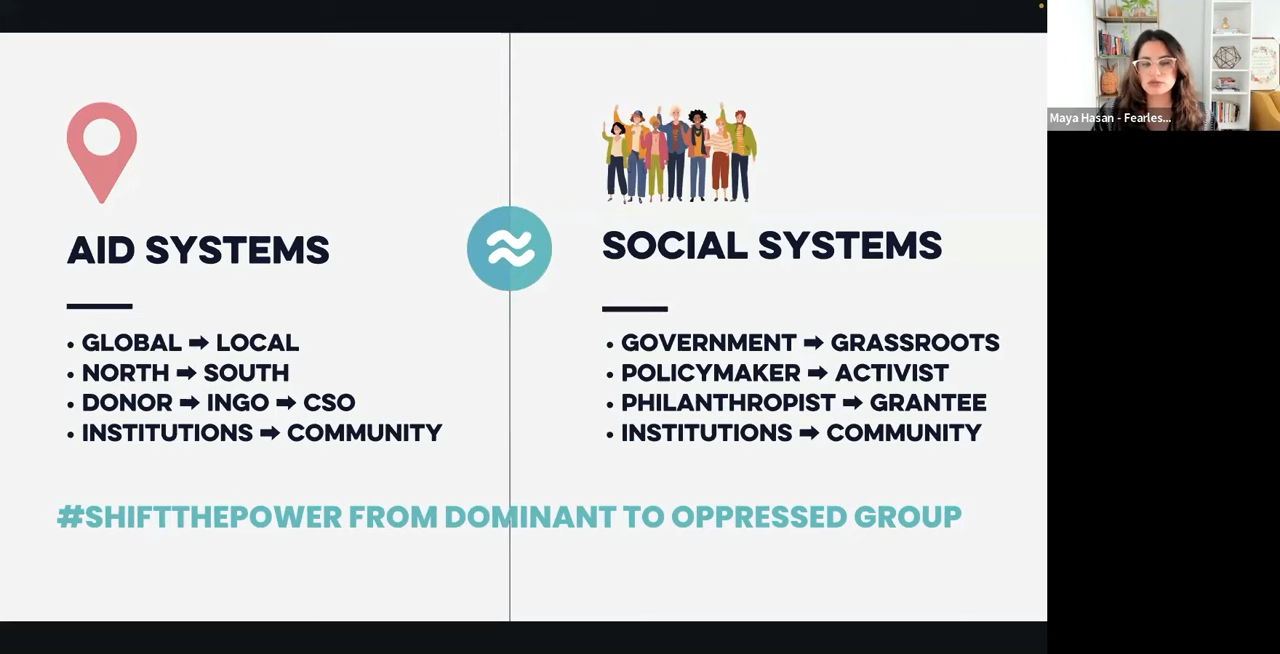 AID SYSTEMS
• GLOBAL ➡ LOCAL
• NORTH ➡ SOUTH
• DONOR ➡ INGO ➡ CSO
• INSTITUTIONS ➡ COMMUNITY
SOCIAL SYSTEMS
• GOVERNMENT ➡ GRASSROOTS
• POLICYMAKER ➡ ACTIVIST
• PHILANTHROPIST ➡ GRANTEE
• INSTITUTIONS ➡ COMMUNITY
#SHIFTTHEPOWER FROM DOMINANT TO OPPRESSED GROUP
Maya Hasan - Fearles...